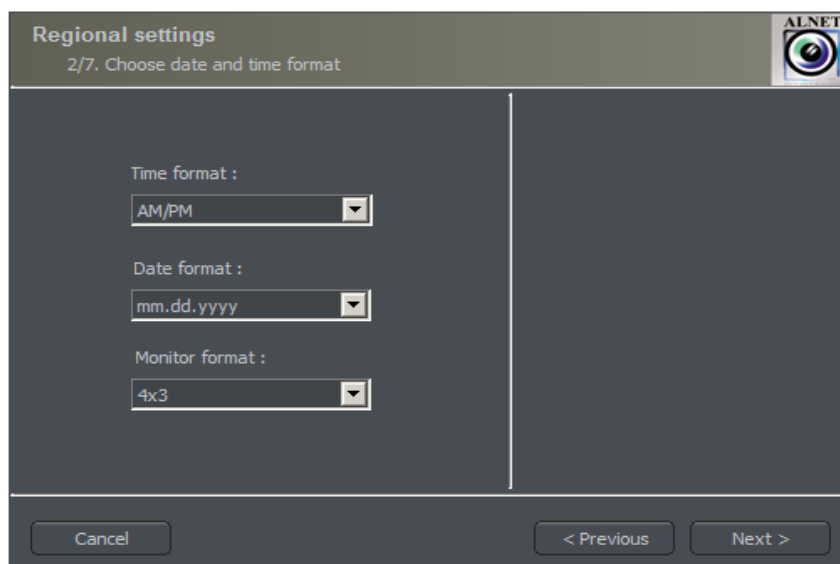 Regional settings
ALNET
2/7. Choose date and time format
Time format :
AM/PM
Date format :
mm.dd.yyyy
Monitor format :
4x3
Cancel
< Previous
Next >